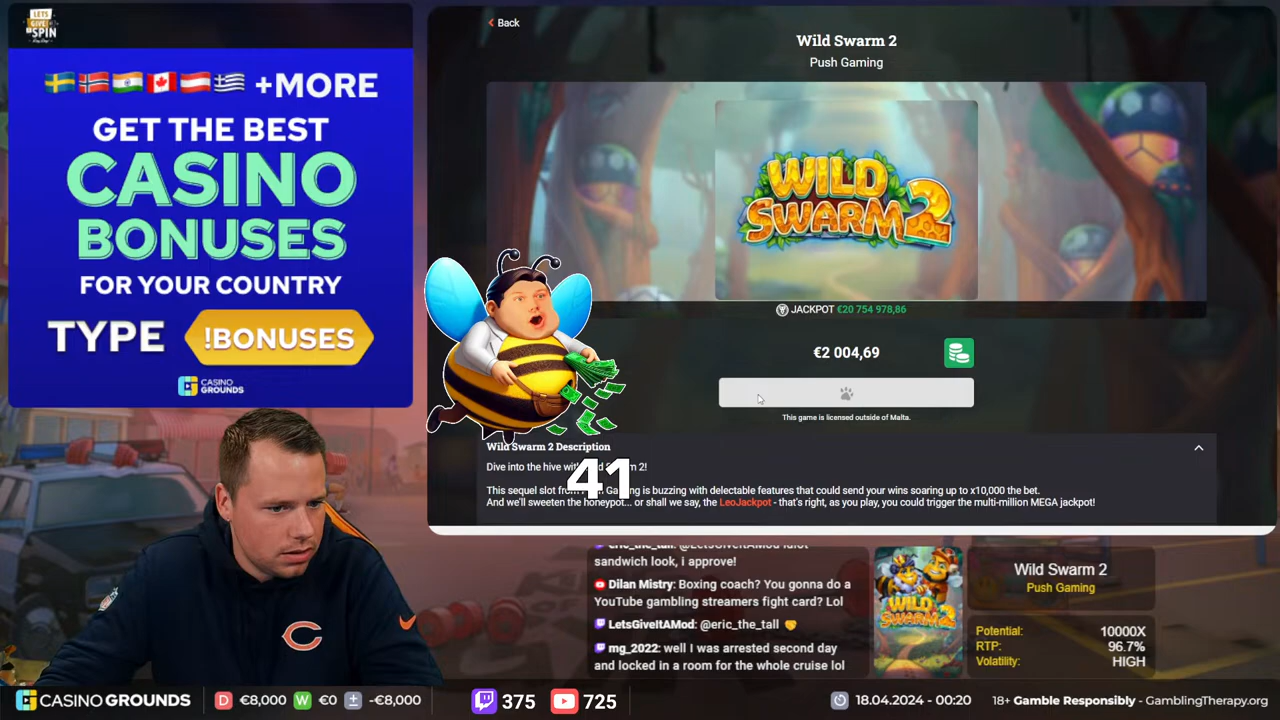 LETS
GIVE IT
A SPIN
+MORE
GET THE BEST
CASINO
BONUSES
FOR YOUR COUNTRY
TYPE !BONUSES
CASINO
GROUNDS
Back
Wild Swarm 2
Push Gaming
WILD
SWARM 2
JACKPOT €20 754 978,86
€2 004,69
This game is licensed outside of Malta.
Wild Swarm 2 Description
Dive into the hive with 2!
41
This sequel slot is buzzing with delectable features that could send your wins soaring up to x10,000 the bet.
And we'll sweeten the honeypot... or shall we say, the LeoJackpot - that's right, as you play, you could trigger the multi-million MEGA jackpot!
eric_the_tall: @LetsGiveItAMod idiot
sandwich look, i approve!
Dilan Mistry: Boxing coach? You gonna do a
YouTube gambling streamers fight card? Lol
LetsGiveItAMod: @eric_the_tall
mg_2022: well I was arrested second day
and locked in a room for the whole cruise lol
WILD
SWARM 2
Wild Swarm 2
Push Gaming
Potential: 10000X
RTP: 96.7%
Volatility: HIGH
CASINO GROUNDS
D €8,000 W €0 ± -€8,000
375
725
18.04.2024 - 00:20
18+ Gamble Responsibly - GamblingTherapy.org